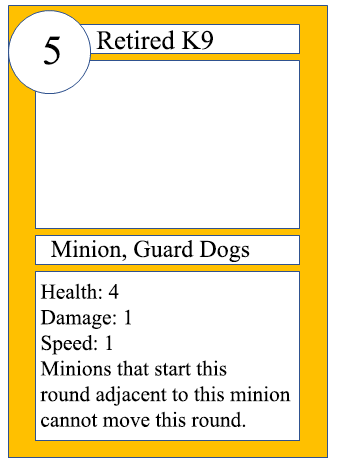 5
Retired K9
Minion, Guard Dogs
Health: 4
Damage: 1
Speed: 1
Minions that start this
round adjacent to this minion
cannot move this round.